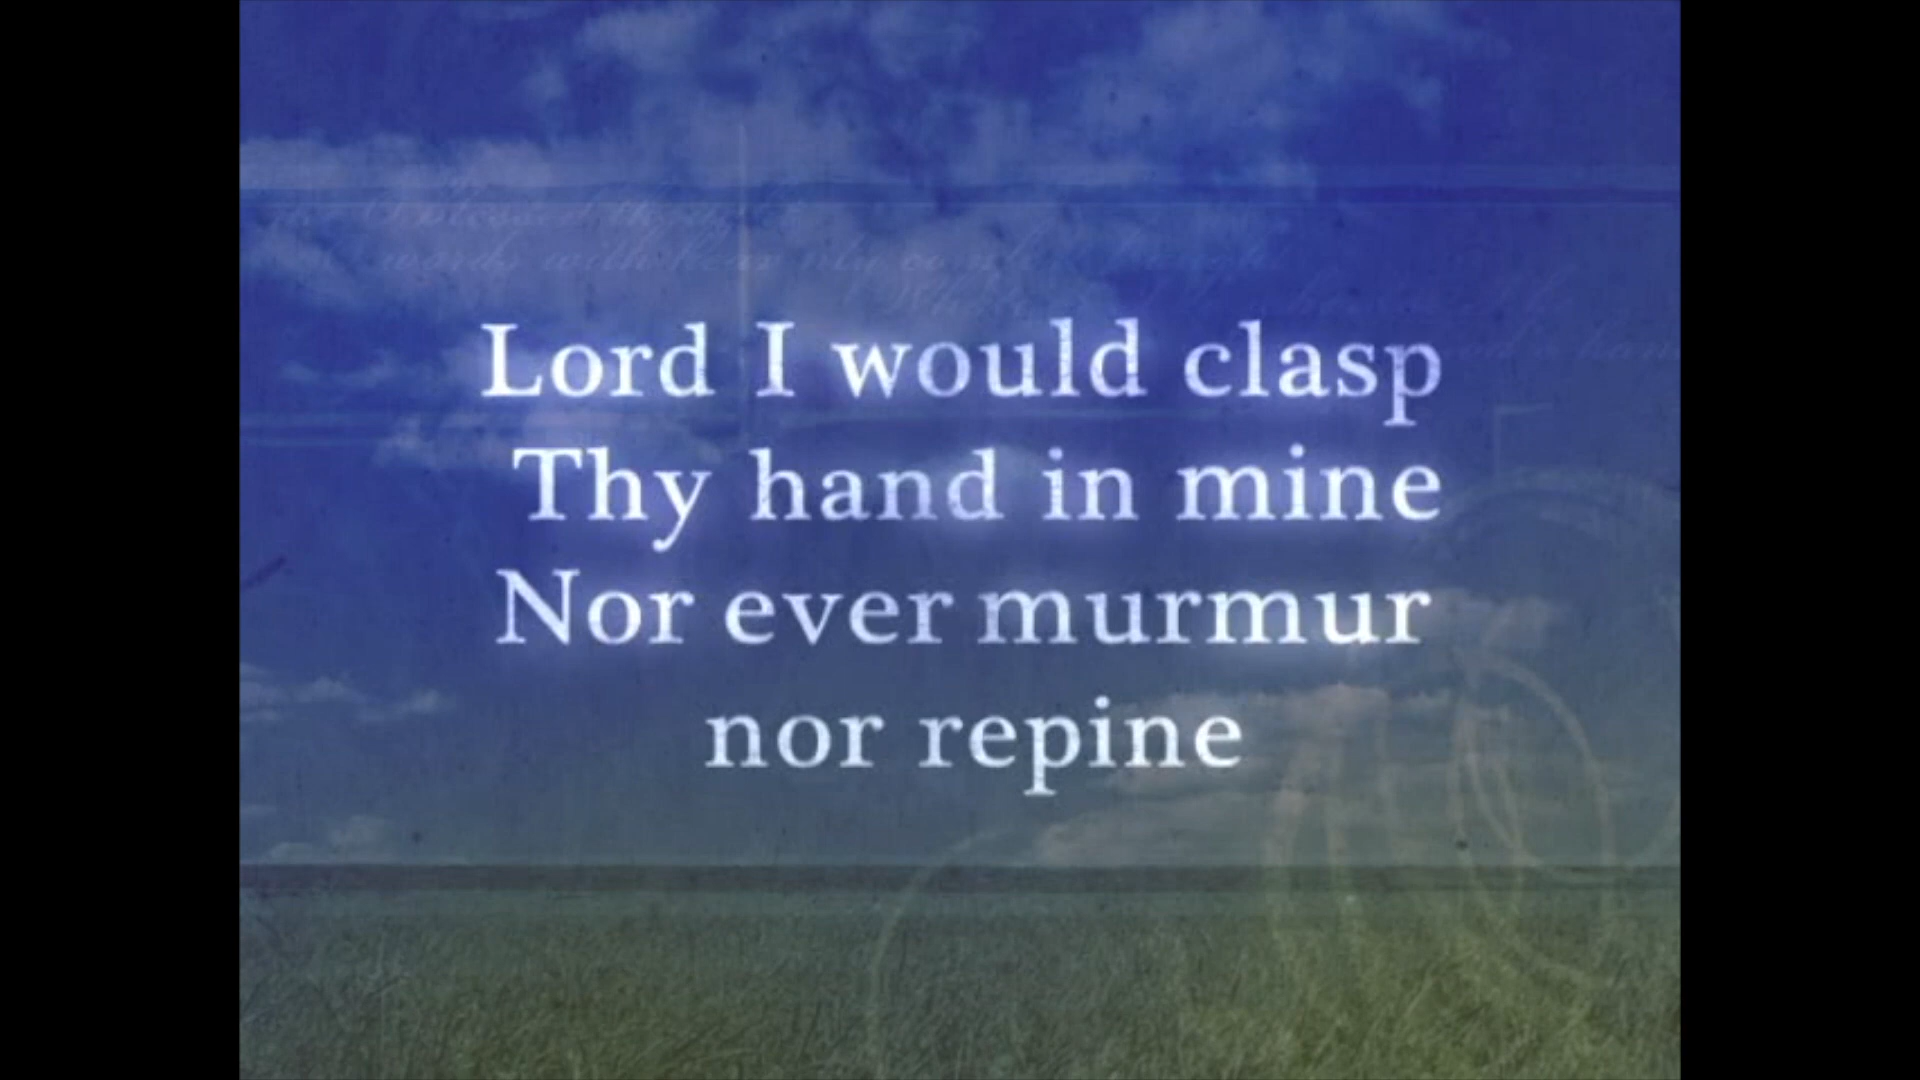 Lord I would clasp
Thy hand in mine
Nor ever murmur
nor repine